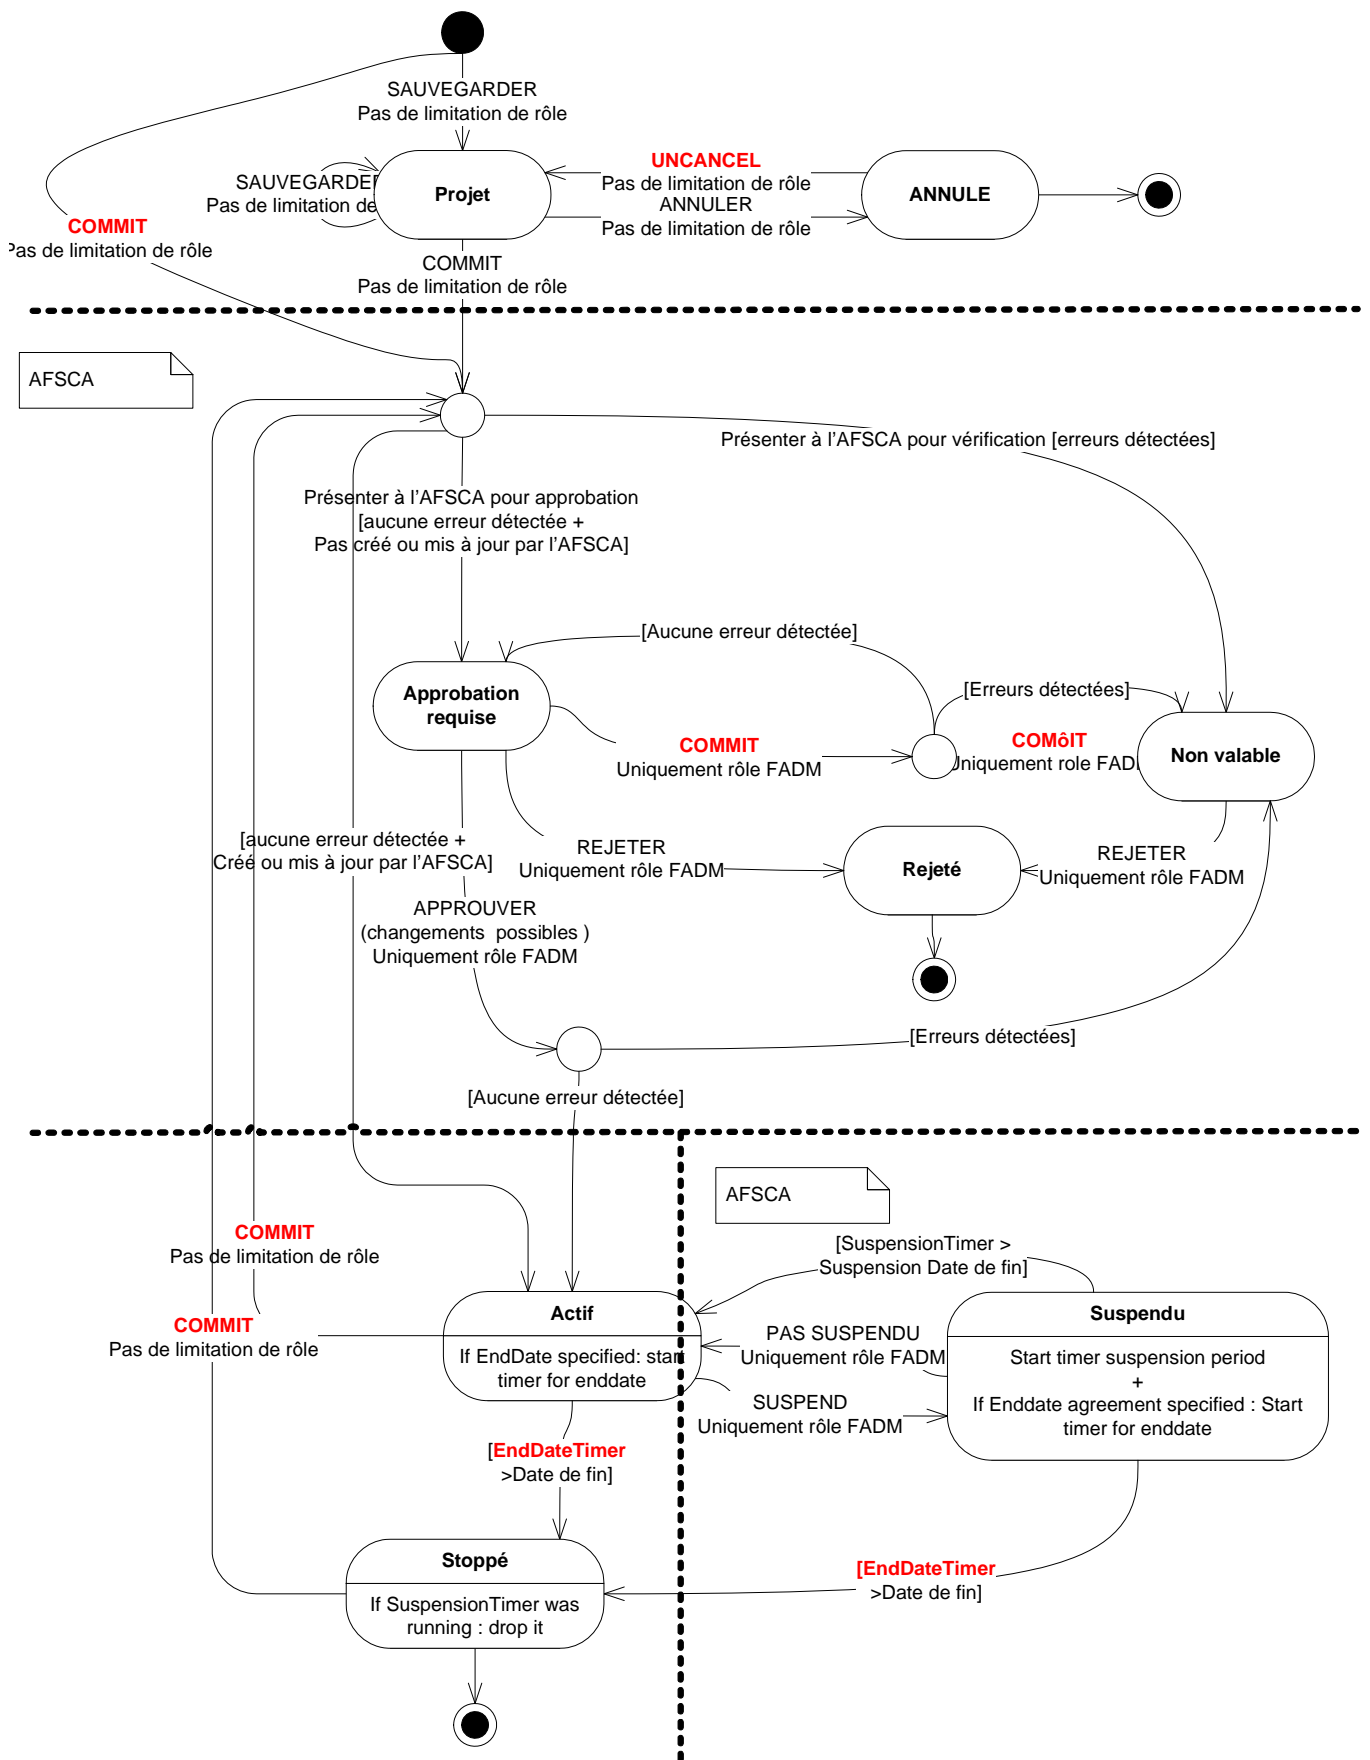 SAUVEGARDER
Pas de limitation de rôle
SAUVEGARDE
Pas de limitation de
Projet
UNCANCEL
Pas de limitation de rôle
ANNULER
Pas de limitation de rôle
ANNULE
COMMIT
Pas de limitation de rôle
COMMIT
Pas de limitation de rôle
AFSCA
Présenter à l'AFSCA pour vérification [erreurs détectées]
Présenter à l'AFSCA pour approbation
[aucune erreur détectée +
Pas créé ou mis à jour par l'AFSCA]
[Aucune erreur détectée]
Approbation
requise
[Erreurs détectées]
COMMIT
Uniquement rôle FADM
COMôIT
Uniquement role FAD
Non valable
[aucune erreur détectée +
Créé ou mis à jour par l'AFSCA]
REJETER
Uniquement rôle FADM
Rejeté
REJETER
Uniquement rôle FADM
APPROUVER
(changements possibles )
Uniquement rôle FADM
[Erreurs détectées]
[Aucune erreur détectée]
AFSCA
COMMIT
Pas de limitation de rôle
[SuspensionTimer >
Suspension Date de fin]
COMMIT
Pas de limitation de rôle
Actif
If EndDate specified: start
timer for enddate
PAS SUSPENDU
Uniquement rôle FADM
SUSPEND
Uniquement rôle FADM
Suspendu
Start timer suspension period
+
If Enddate agreement specified : Start
timer for enddate
[EndDateTimer
>Date de fin]
Stoppé
If SuspensionTimer was
running : drop it
[EndDateTimer
>Date de fin]